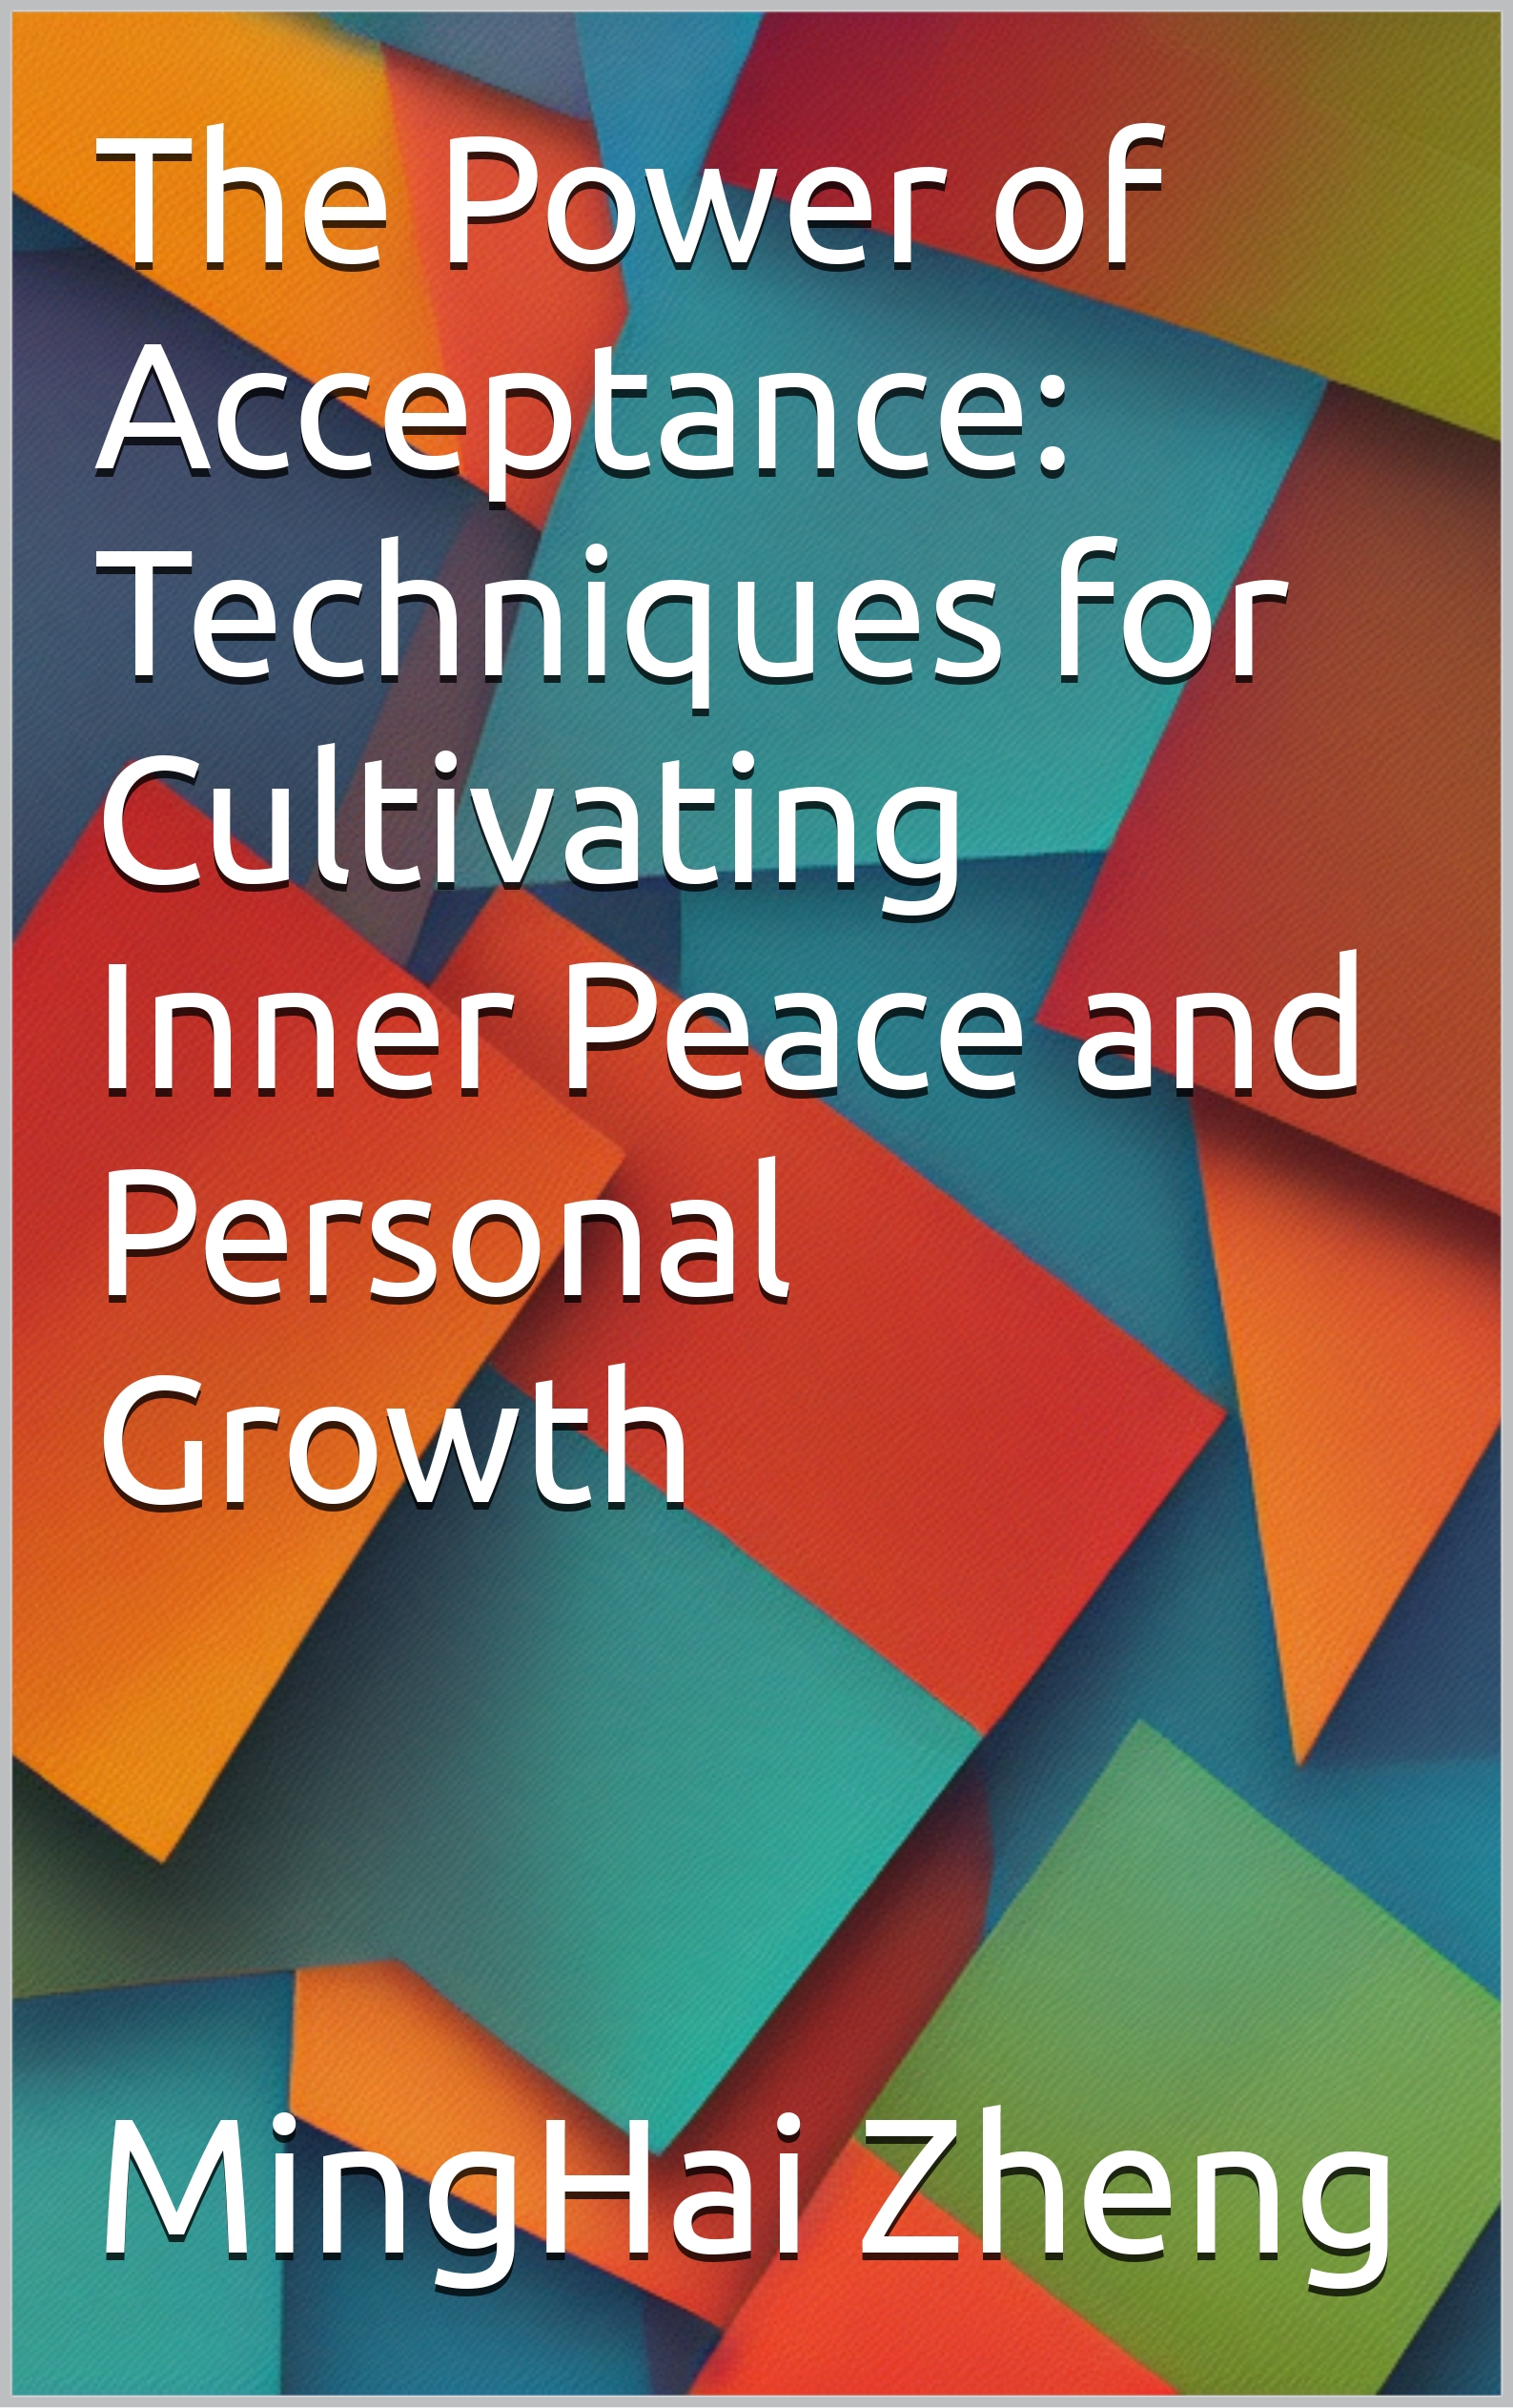 The Power of
Acceptance:
Techniques for
Cultivating
Inner Peace and
Personal
Growth
MingHai Zheng